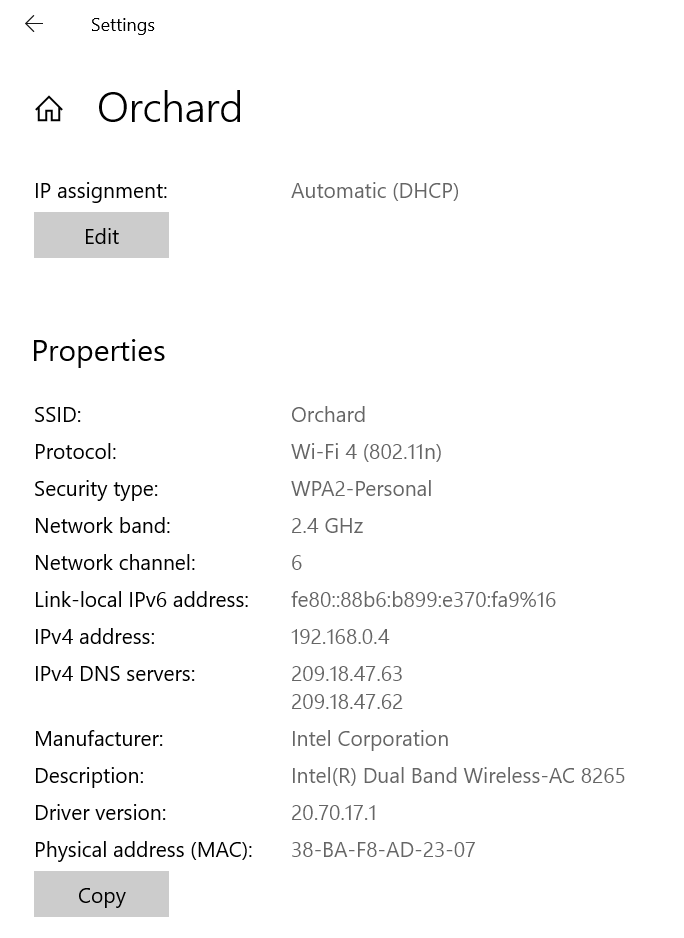 Settings
Orchard
IP assignment: Automatic (DHCP)
Edit
Properties
SSID: Orchard
Protocol: Wi-Fi 4 (802.11n)
Security type: WPA2-Personal
Network band: 2.4 GHz
Network channel: 6
Link-local IPv6 address: fe80::88b6:b899:e370:fa9%16
IPv4 address: 192.168.0.4
IPv4 DNS servers: 209.18.47.63
209.18.47.62
Manufacturer: Intel Corporation
Description: Intel(R) Dual Band Wireless-AC 8265
Driver version: 20.70.17.1
Physical address (MAC): 38-BA-F8-AD-23-07
Copy